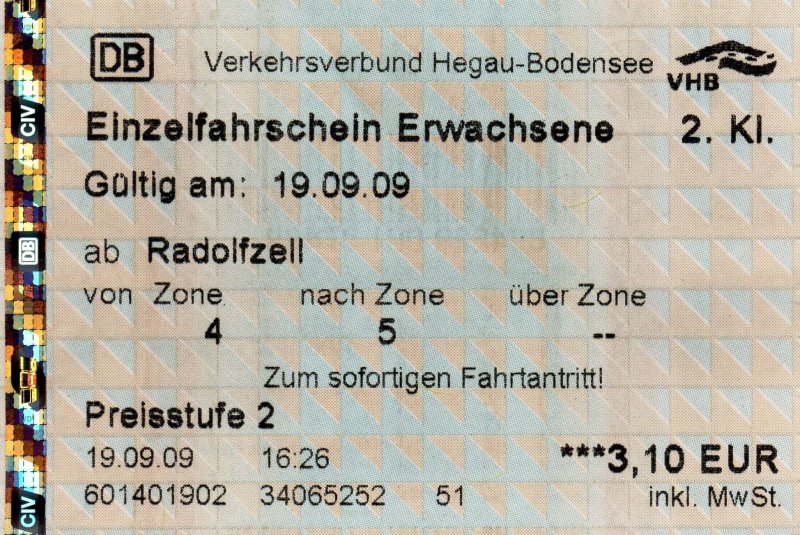 DB Verkehrsverbund Hegau-Bodensee VHB
Einzelfahrschein Erwachsene 2. Kl.
Gültig am: 19.09.09
ab Radolfzell
von Zone nach Zone über Zone
4 5 --
Zum sofortigen Fahrtantritt!
Preisstufe 2
19.09.09 16:26 ***3,10 EUR
601401902 34065252 51 inkl. MwSt.
CIV
DB
CIV